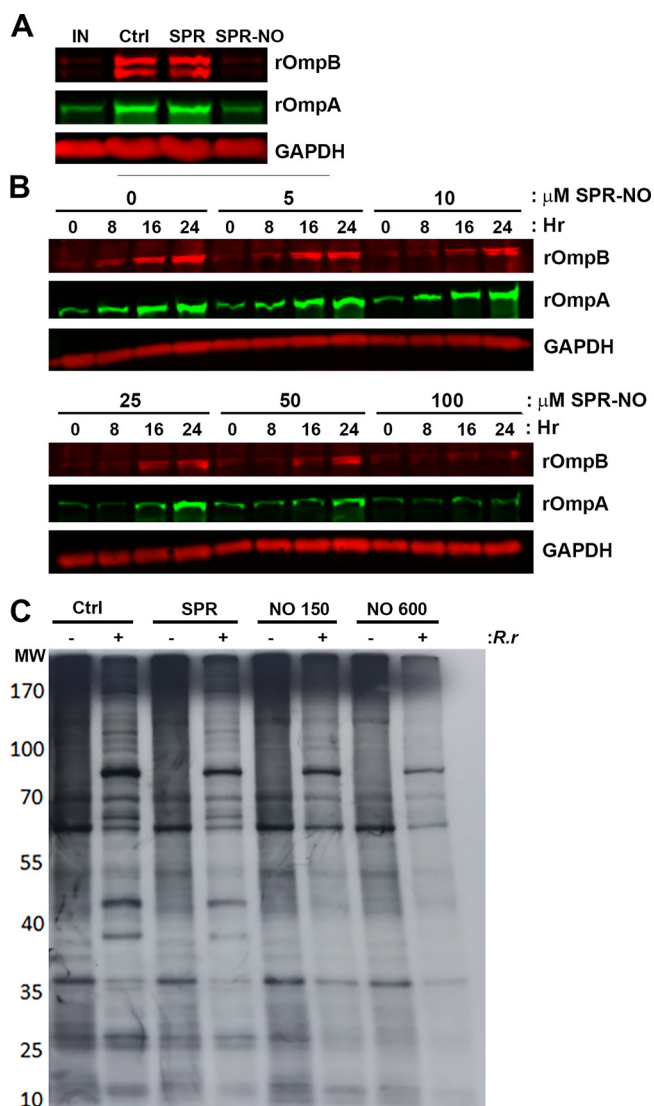 A
IN Ctrl SPR SPR-NO
rOmpB
rOmpA
GAPDH
B
0 5 10 : μM SPR-NO
0 8 16 24 0 8 16 24 0 8 16 24 : Hr
rOmpB
rOmpA
GAPDH
25 50 100 : μM SPR-NO
0 8 16 24 0 8 16 24 0 8 16 24 : Hr
rOmpB
rOmpA
GAPDH
C
Ctrl SPR NO 150 NO 600
- + - + - + - + :R.r
MW
170
100
70
55
40
35
25
10